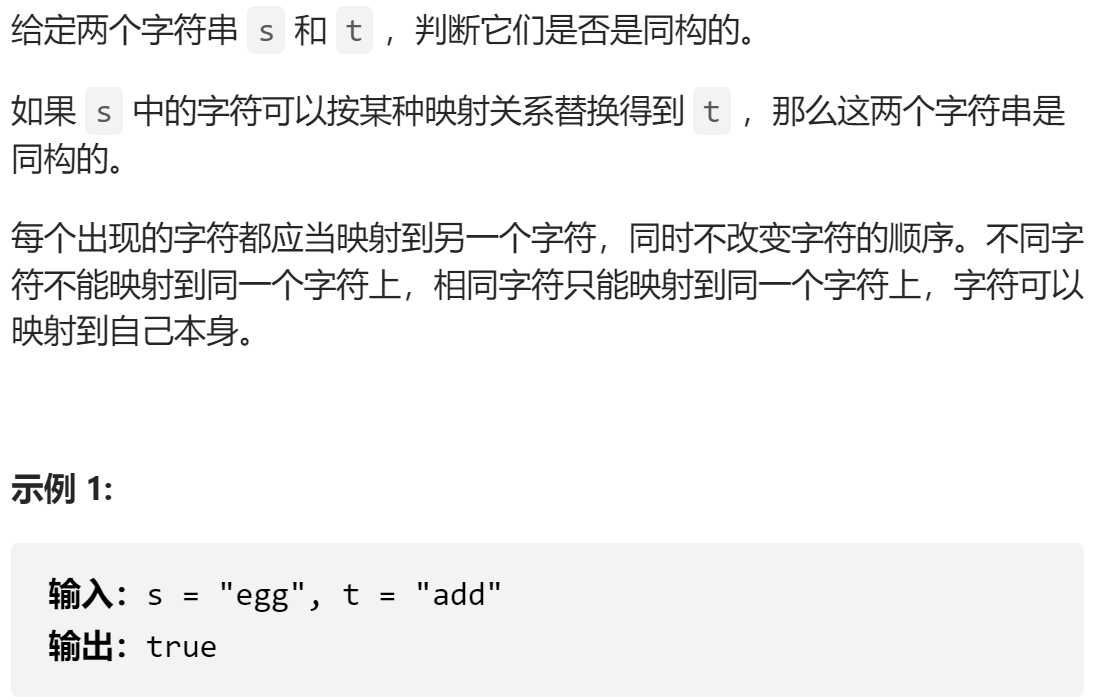 给定两个字符串 s 和 t ，判断它们是否是同构的。
如果 s 中的字符可以按某种映射关系替换得到 t ，那么这两个字符串是
同构的。
每个出现的字符都应当映射到另一个字符，同时不改变字符的顺序。不同字
符不能映射到同一个字符上，相同字符只能映射到同一个字符上，字符可以
映射到自己本身。
示例 1:
输入：s = "egg", t = "add"
输出：true